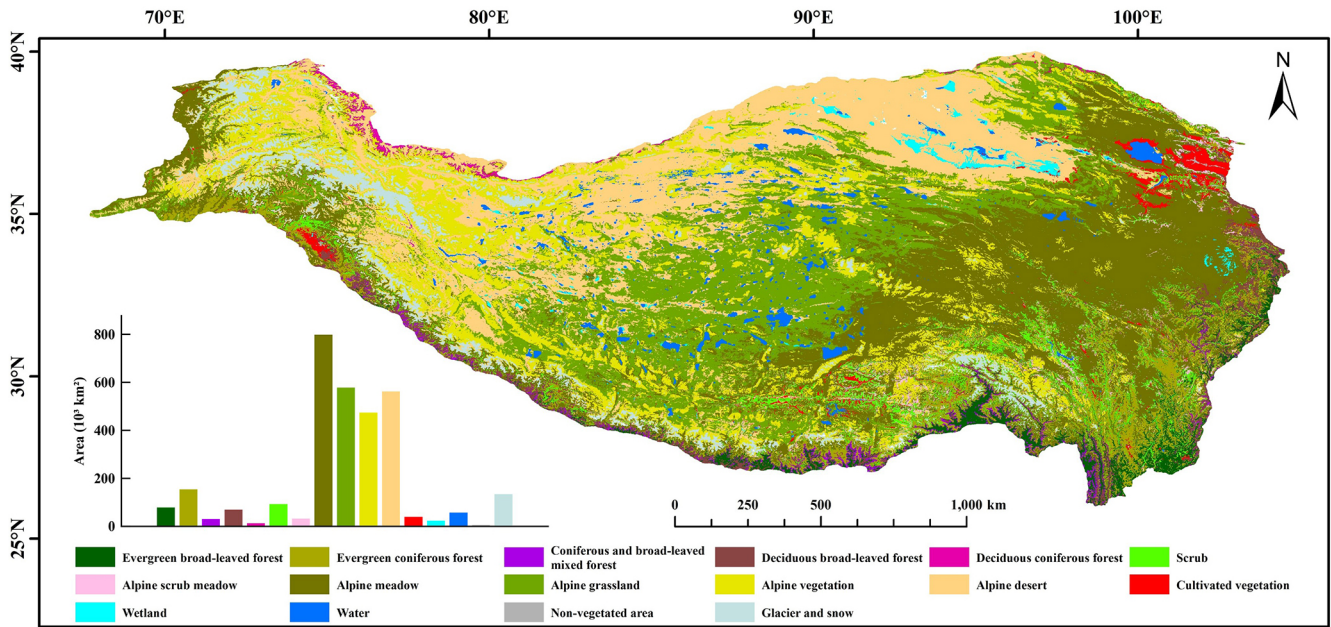 70°E 80°E 90°E 100°E
40°N
N
35°N
30°N
25°N
Area (10³ km²)
800
600
400
200
0
0 250 500 1,000 km
Evergreen broad-leaved forest
Evergreen coniferous forest
Coniferous and broad-leaved
mixed forest
Deciduous broad-leaved forest
Deciduous coniferous forest
Scrub
Alpine scrub meadow
Alpine meadow
Alpine grassland
Alpine vegetation
Alpine desert
Cultivated vegetation
Wetland
Water
Non-vegetated area
Glacier and snow